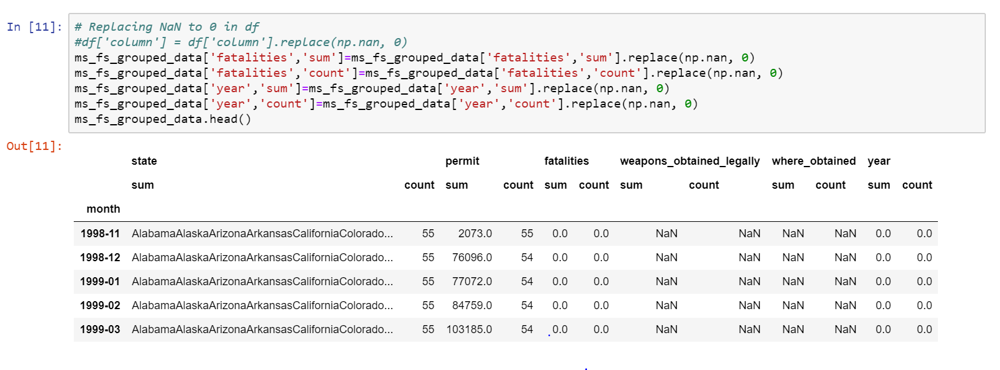 In [11]:
# Replacing NaN to 0 in df
#df['column'] = df['column'].replace(np.nan, 0)
ms_fs_grouped_data['fatalities','sum']=ms_fs_grouped_data['fatalities','sum'].replace(np.nan, 0)
ms_fs_grouped_data['fatalities','count']=ms_fs_grouped_data['fatalities','count'].replace(np.nan, 0)
ms_fs_grouped_data['year','sum']=ms_fs_grouped_data['year','sum'].replace(np.nan, 0)
ms_fs_grouped_data['year','count']=ms_fs_grouped_data['year','count'].replace(np.nan, 0)
ms_fs_grouped_data.head()
Out[11]:
state permit fatalities weapons_obtained_legally where_obtained year
sum count sum count sum count sum count sum count sum count
month
1998-11 AlabamaAlaskaArizonaArkansasCaliforniaColorado... 55 2073.0 55 0.0 0.0 NaN NaN NaN NaN 0.0 0.0
1998-12 AlabamaAlaskaArizonaArkansasCaliforniaColorado... 55 76096.0 54 0.0 0.0 NaN NaN NaN NaN 0.0 0.0
1999-01 AlabamaAlaskaArizonaArkansasCaliforniaColorado... 55 77072.0 54 0.0 0.0 NaN NaN NaN NaN 0.0 0.0
1999-02 AlabamaAlaskaArizonaArkansasCaliforniaColorado... 55 84759.0 54 0.0 0.0 NaN NaN NaN NaN 0.0 0.0
1999-03 AlabamaAlaskaArizonaArkansasCaliforniaColorado... 55 103185.0 54 0.0 0.0 NaN NaN NaN NaN 0.0 0.0